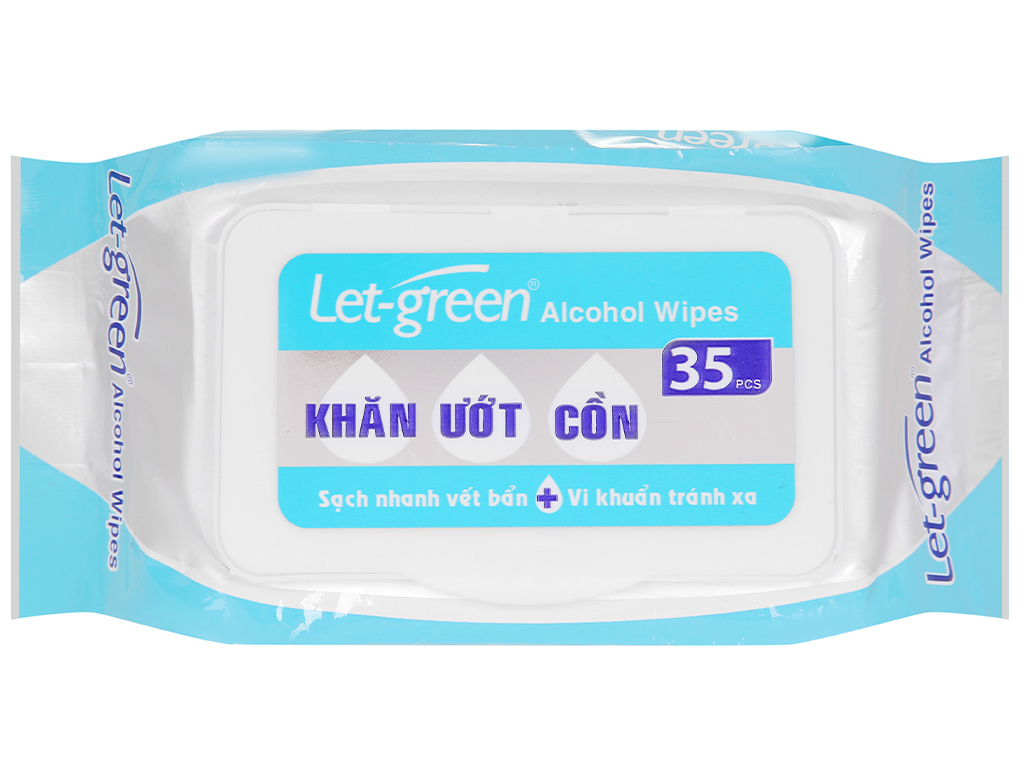 Let-green® Alcohol Wipes
35 PCS
KHĂN ƯỚT CỒN
Sạch nhanh vết bẩn + Vi khuẩn tránh xa
Let-green® Alcohol Wipes
Let-green® Alcohol Wipes